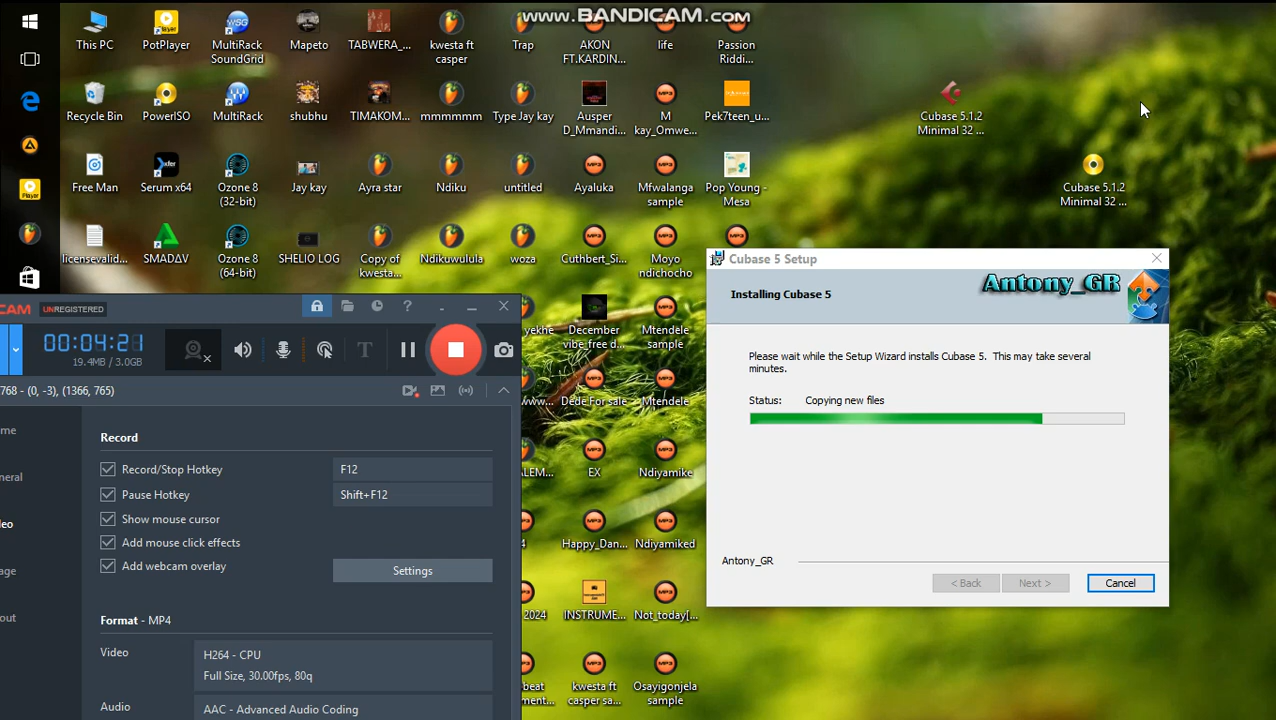 www.BANDICAM.com
This PC
PotPlayer
MultiRack
SoundGrid
Mapeto
TABWERA_...
kwesta ft
casper
Trap
AKON
FT.KARDIN...
life
Passion
Riddi...
Recycle Bin
PowerISO
MultiRack
shubhu
TIMAKOM...
mmmmmm
Type Jay kay
Ausper
D_Mmandi...
M
kay_Omwe...
Pek7teen_u...
Cubase 5.1.2
Minimal 32 ...
Free Man
Serum x64
Ozone 8
(32-bit)
Jay kay
Ayra star
Ndiku
untitled
Ayaluka
Mfwalanga
sample
Pop Young -
Mesa
Cubase 5.1.2
Minimal 32 ...
licensevalid...
SMADΔV
Ozone 8
(64-bit)
SHELIO LOG
Copy of
kwesta...
Ndikuwulula
woza
Cuthbert_Si...
Moyo
ndichocho
Cubase 5 Setup
Installing Cubase 5
Antony_GR
Please wait while the Setup Wizard installs Cubase 5. This may take several
minutes.
Status: Copying new files
Antony_GR
< Back
Next >
Cancel
CAM UNREGISTERED
00:04:21
19.4MB / 3.0GB
768 - (0, -3), (1366, 765)
Record
Record/Stop Hotkey
F12
Pause Hotkey
Shift+F12
Show mouse cursor
Add mouse click effects
Add webcam overlay
Settings
Format - MP4
Video
H264 - CPU
Full Size, 30.00fps, 80q
Audio
AAC - Advanced Audio Coding
yekhe
December
vibe_free d...
Mtendele
sample
www...
Dede For sale
Mtendele
ALEM...
EX
Ndiyamike
4
Happy_Dan...
Ndiyamiked
2024
INSTRUME...
Not_today[...
beat
ment...
kwesta ft
casper sa...
Osayigonjela
sample